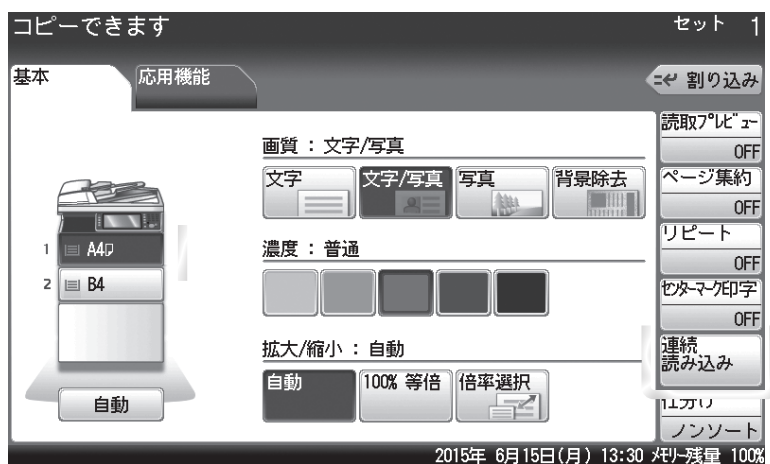 コピーできます
セット 1
基本
応用機能
割り込み
画質 : 文字/写真
文字
文字/写真
写真
背景除去
濃度 : 普通
拡大/縮小 : 自動
自動
100% 等倍
倍率選択
1
A4
2
B4
自動
読取プレビュー
OFF
ページ集約
OFF
リピート
OFF
センターマーク印字
OFF
連続
読み込み
仕分け
ノンソート
2015年 6月15日(月) 13:30 メモリー残量 100%